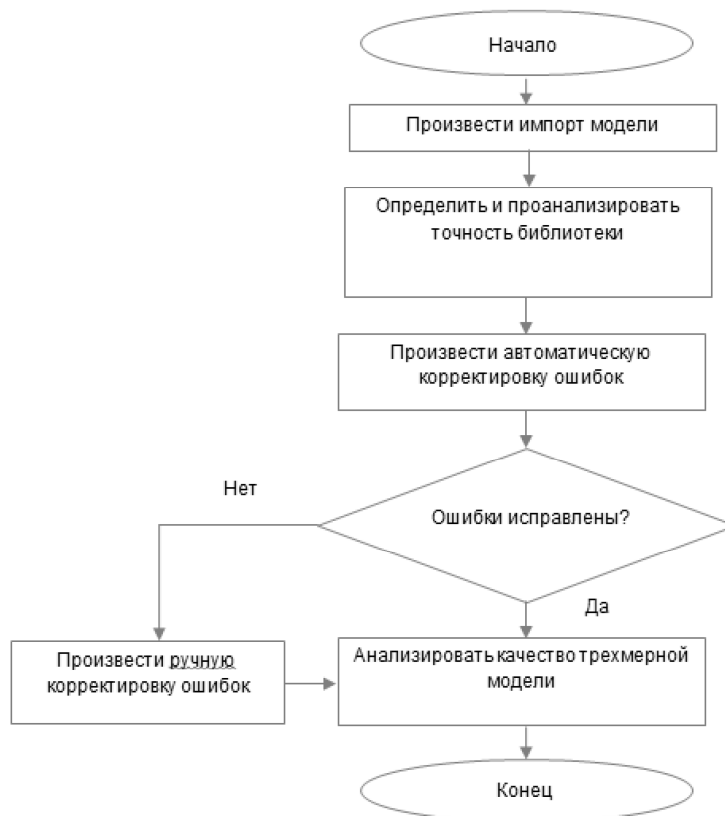 Начало
Произвести импорт модели
Определить и проанализировать
точность библиотеки
Произвести автоматическую
корректировку ошибок
Ошибки исправлены?
Нет
Да
Произвести ручную
корректировку ошибок
Анализировать качество трехмерной
модели
Конец